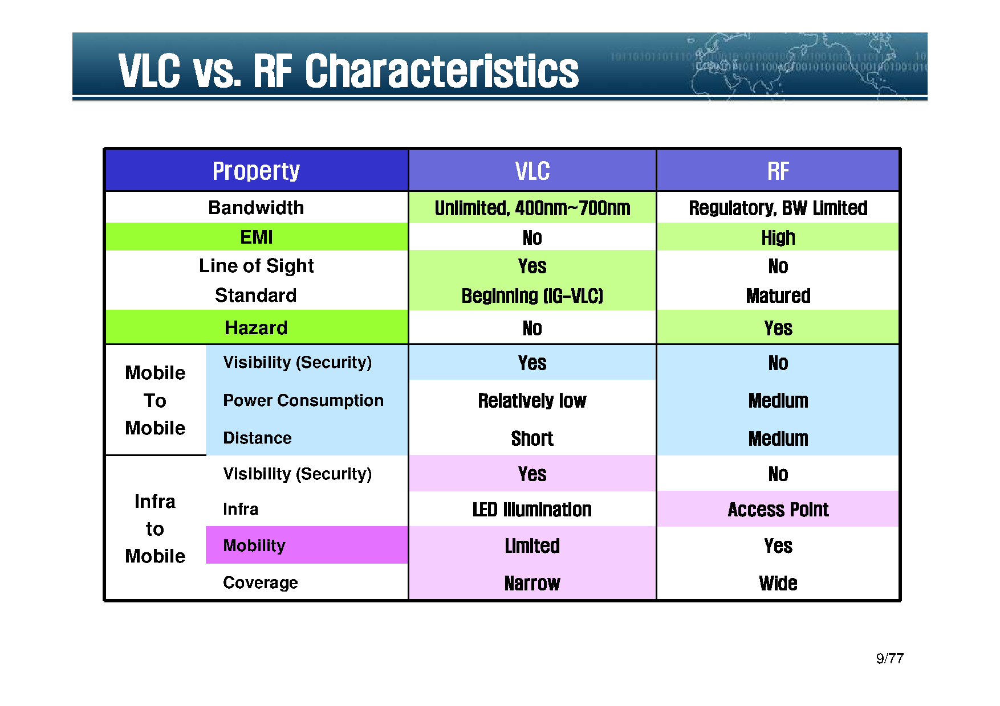 VLC vs. RF Characteristics
Property VLC RF
Bandwidth Unlimited, 400nm~700nm Regulatory, BW Limited
EMI No High
Line of Sight Yes No
Standard Beginning (IG-VLC) Matured
Hazard No Yes
Mobile
To
Mobile
Visibility (Security) Yes No
Power Consumption Relatively low Medium
Distance Short Medium
Infra
to
Mobile
Visibility (Security) Yes No
Infra LED Illumination Access Point
Mobility Limited Yes
Coverage Narrow Wide
9/77